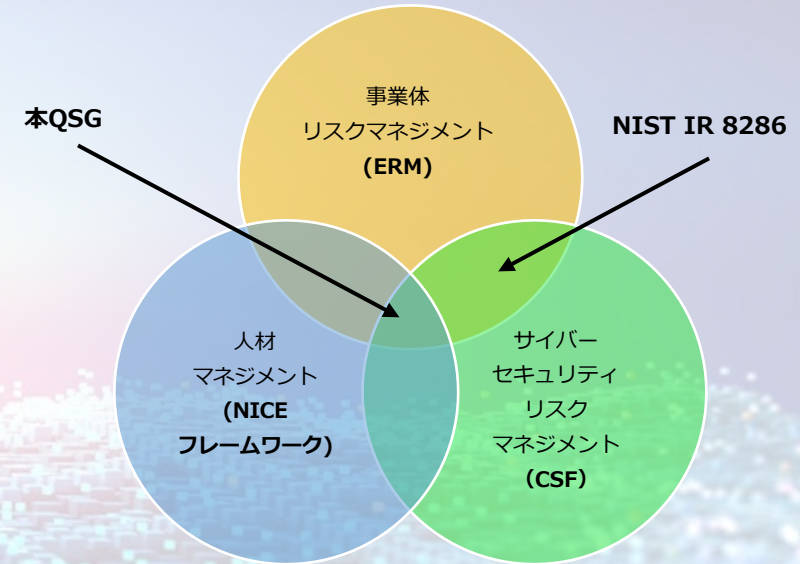 本QSG
事業体
リスクマネジメント
(ERM)
NIST IR 8286
人材
マネジメント
(NICE
フレームワーク)
サイバー
セキュリティ
リスク
マネジメント
（CSF）